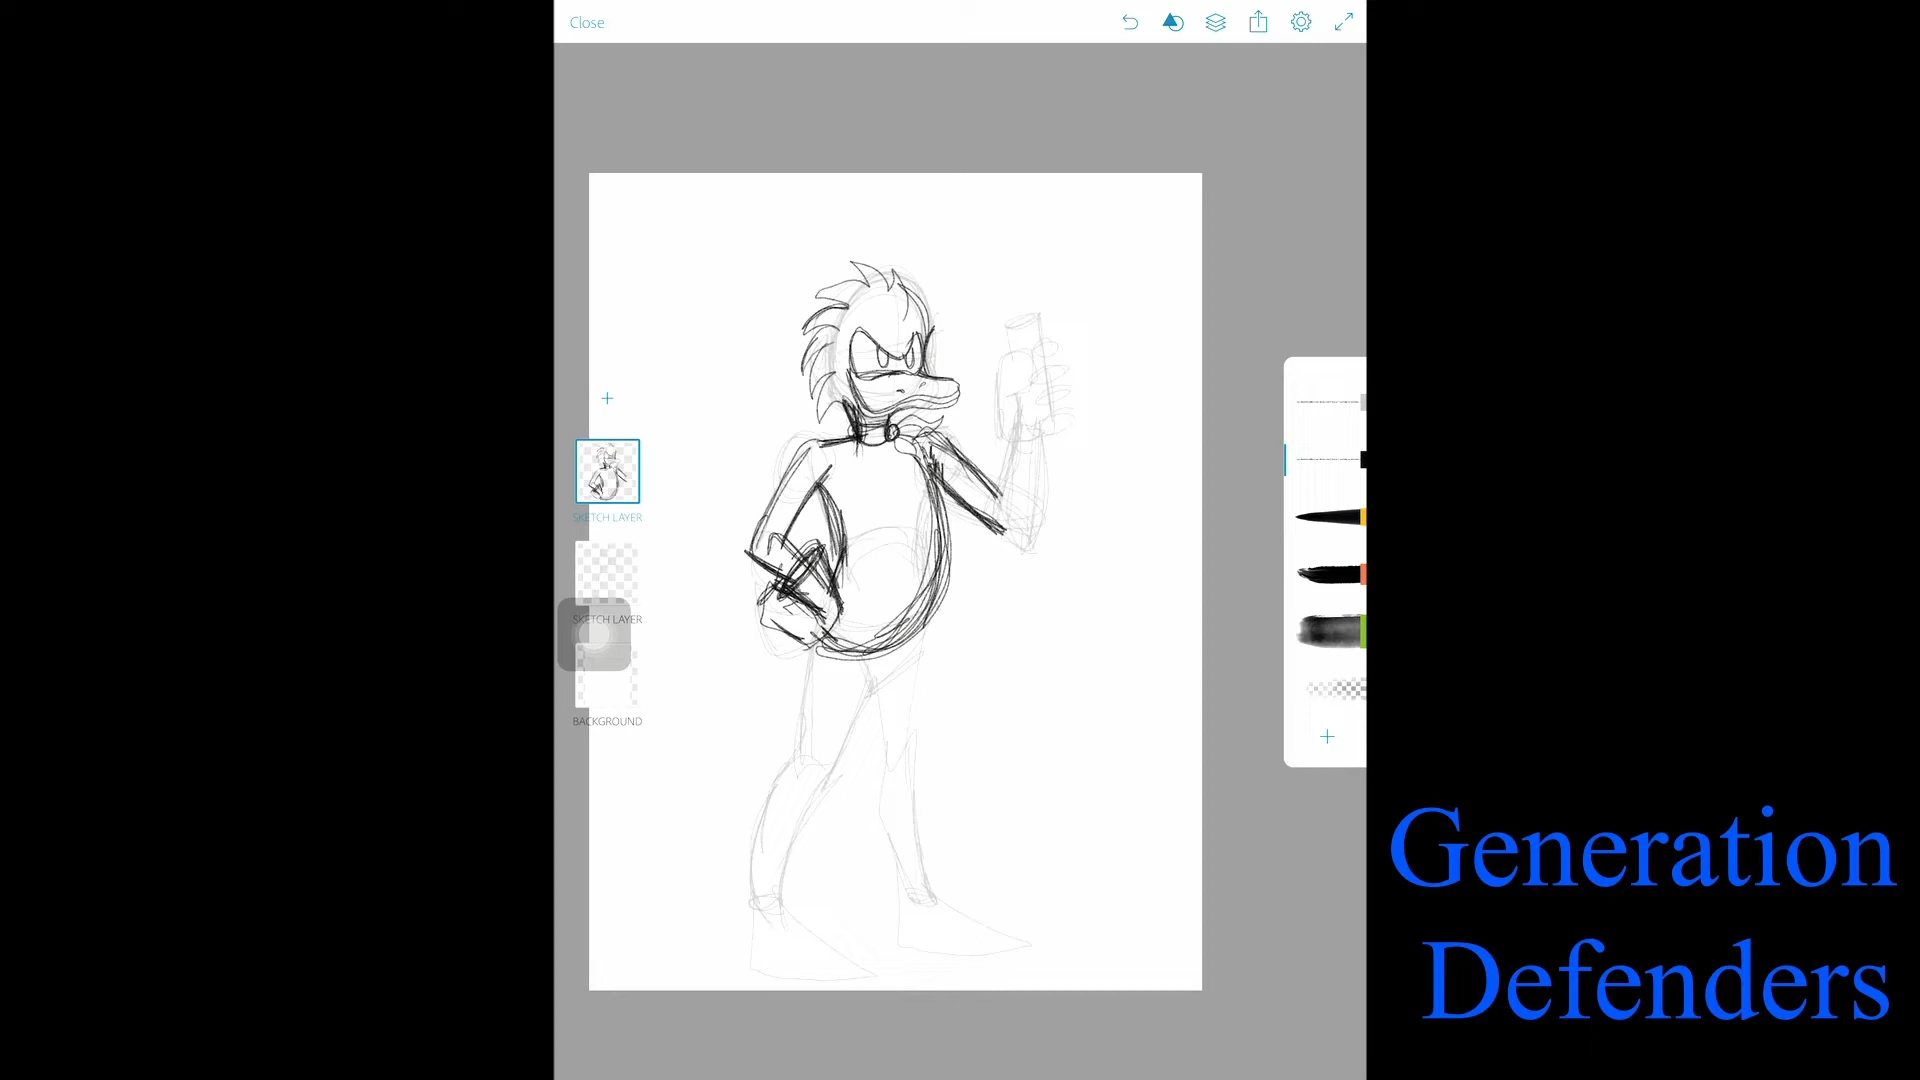 Close
SKETCH LAYER
SKETCH LAYER
BACKGROUND
Generation
Defenders